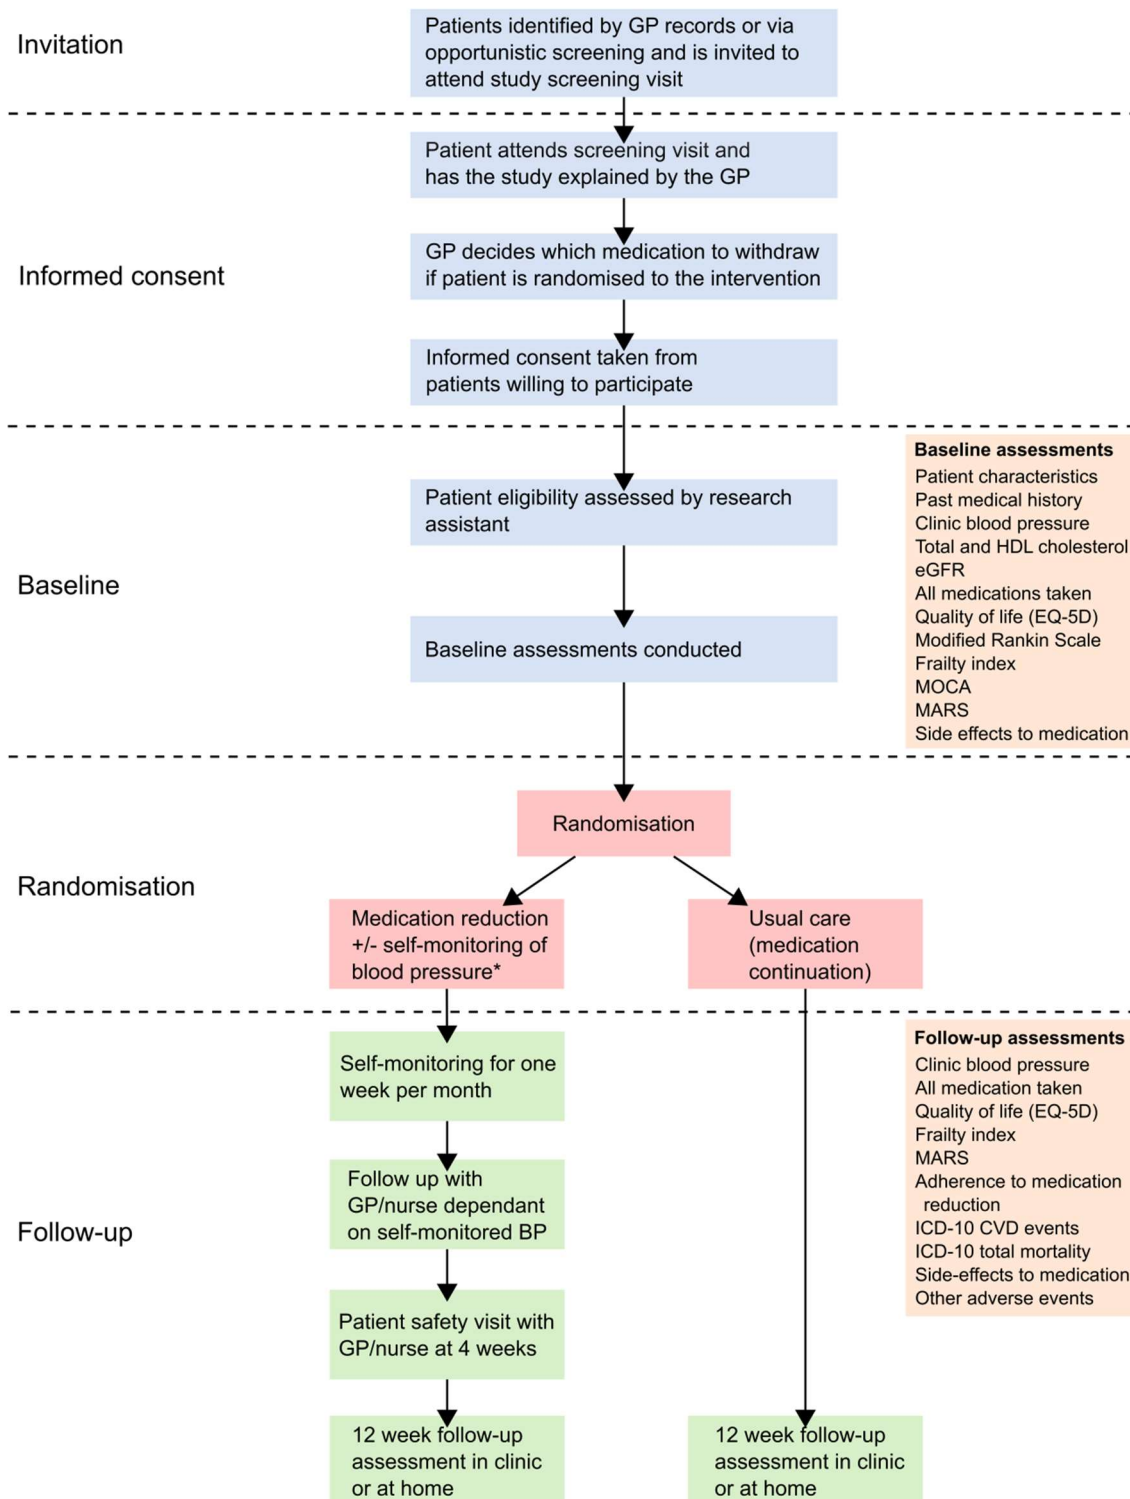 Invitation
Patients identified by GP records or via
opportunistic screening and is invited to
attend study screening visit
Patient attends screening visit and
has the study explained by the GP
Informed consent
GP decides which medication to withdraw
if patient is randomised to the intervention
Informed consent taken from
patients willing to participate
Baseline
Patient eligibility assessed by research
assistant
Baseline assessments conducted
Baseline assessments
Patient characteristics
Past medical history
Clinic blood pressure
Total and HDL cholesterol
eGFR
All medications taken
Quality of life (EQ-5D)
Modified Rankin Scale
Frailty index
MOCA
MARS
Side effects to medication
Randomisation
Randomisation
Medication reduction
+/- self-monitoring of
blood pressure*
Usual care
(medication
continuation)
Follow-up
Self-monitoring for one
week per month
Follow up with
GP/nurse dependant
on self-monitored BP
Patient safety visit with
GP/nurse at 4 weeks
12 week follow-up
assessment in clinic
or at home
12 week follow-up
assessment in clinic
or at home
Follow-up assessments
Clinic blood pressure
All medication taken
Quality of life (EQ-5D)
Frailty index
MARS
Adherence to medication
reduction
ICD-10 CVD events
ICD-10 total mortality
Side-effects to medication
Other adverse events